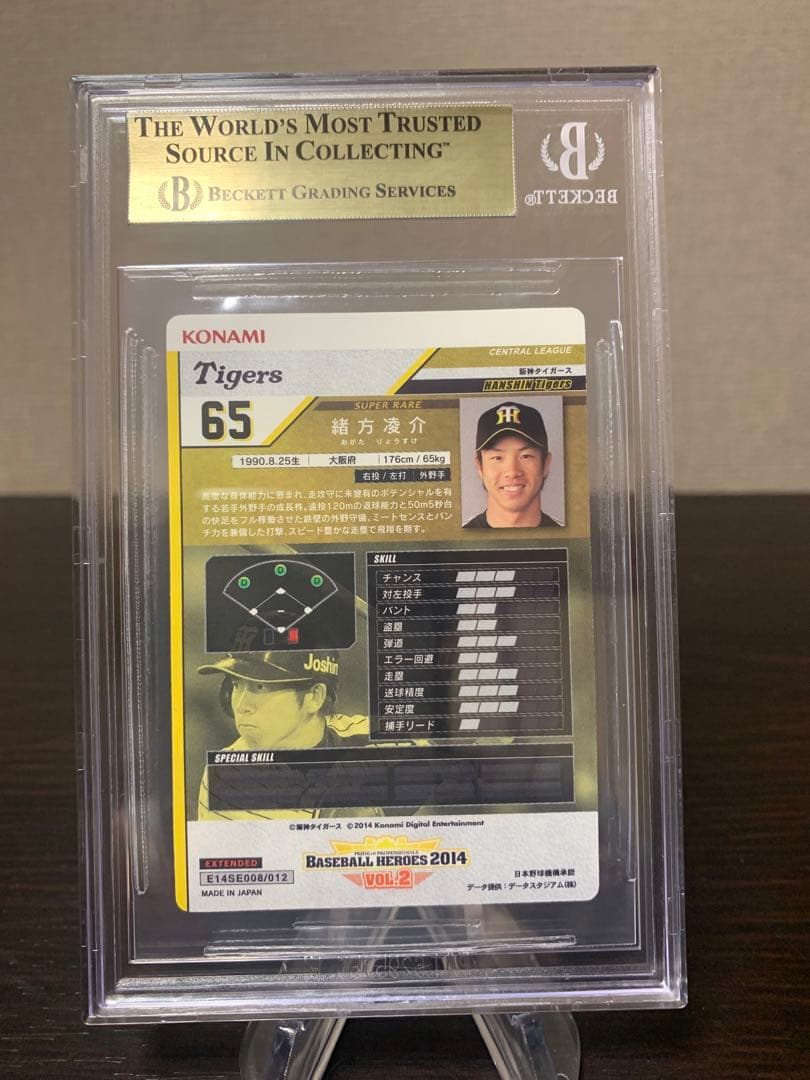 THE WORLD'S MOST TRUSTED
SOURCE IN COLLECTING™
B BECKETT GRADING SERVICES
B
BECKETT®
KONAMI
CENTRAL LEAGUE
Tigers
阪神タイガース
HANSHIN Tigers
65
SUPER RARE
緒方凌介
おがた りょうすけ
1990.8.25生 大阪府 176cm / 65kg
右投 / 左打 外野手
高度な身体能力に恵まれ、走攻守に未曾有のポテンシャルを有
する若手外野手の成長株。遠投120mの返球能力と50m5秒台
の快足をフル稼働させた鉄壁の外野守備、ミートセンスとパン
チ力を兼備した打撃、スピード豊かな走塁で飛翔を期す。
SKILL
チャンス
対左投手
バント
盗塁
弾道
エラー回避
走塁
送球精度
安定度
捕手リード
D
D
D
Joshin
SPECIAL SKILL
©阪神タイガース ©2014 Konami Digital Entertainment
PRIDE of PROFESSIONALS
BASEBALL HEROES 2014
VOL.2
EXTENDED
E14SE008/012
MADE IN JAPAN
日本野球機構承認
データ提供：データスタジアム(株)